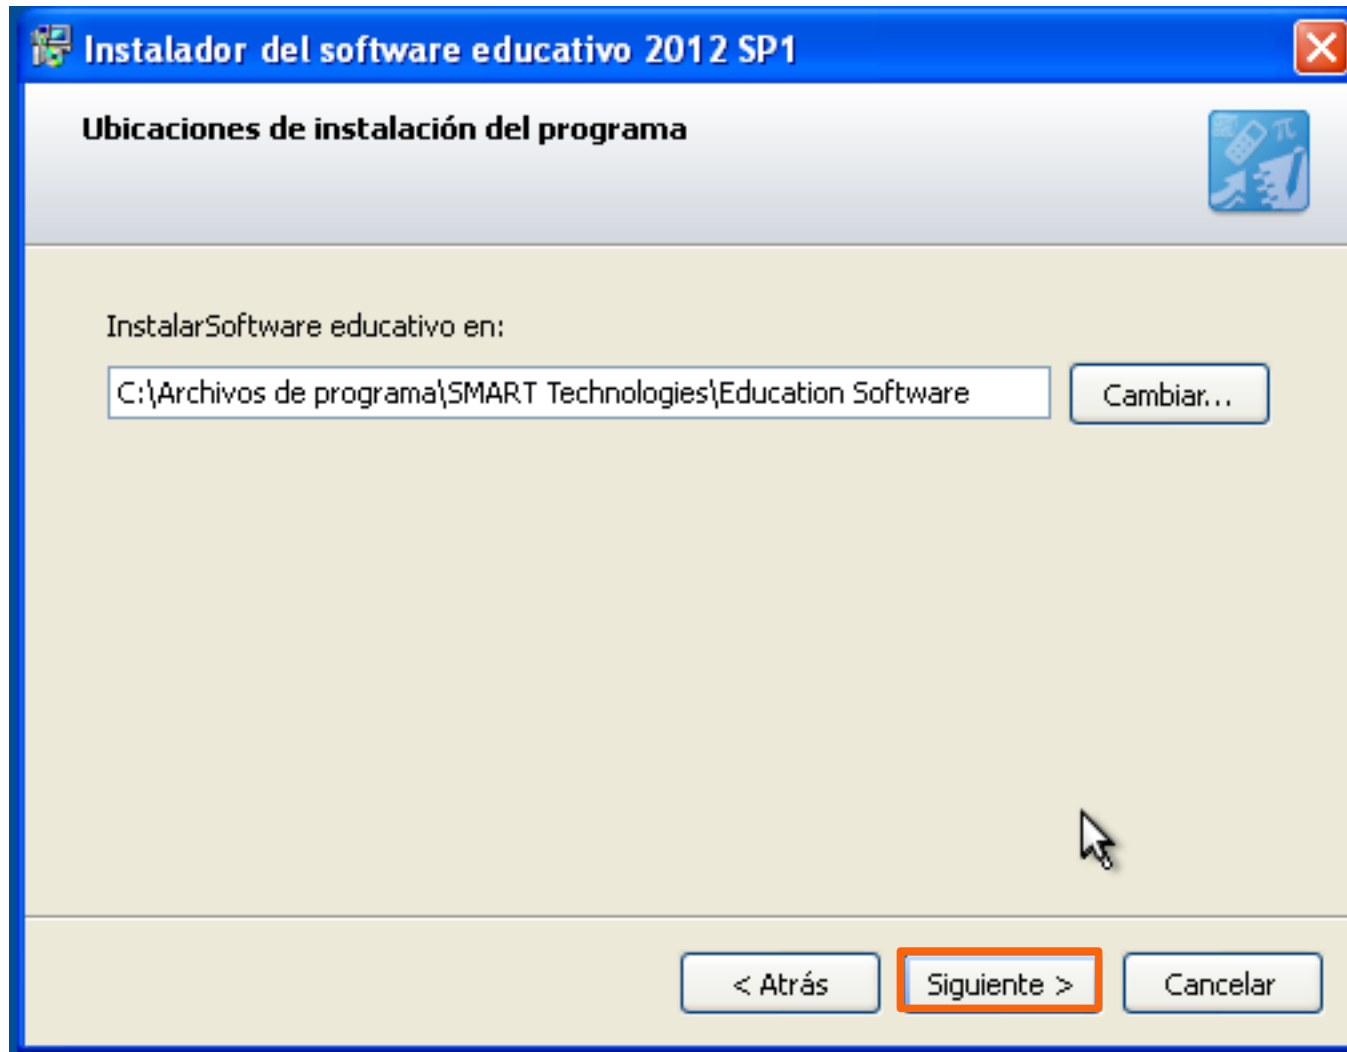 Instalador del software educativo 2012 SP1
Ubicaciones de instalación del programa
π
InstalarSoftware educativo en:
C:\Archivos de programa\SMART Technologies\Education Software
Cambiar...
< Atrás
Siguiente >
Cancelar